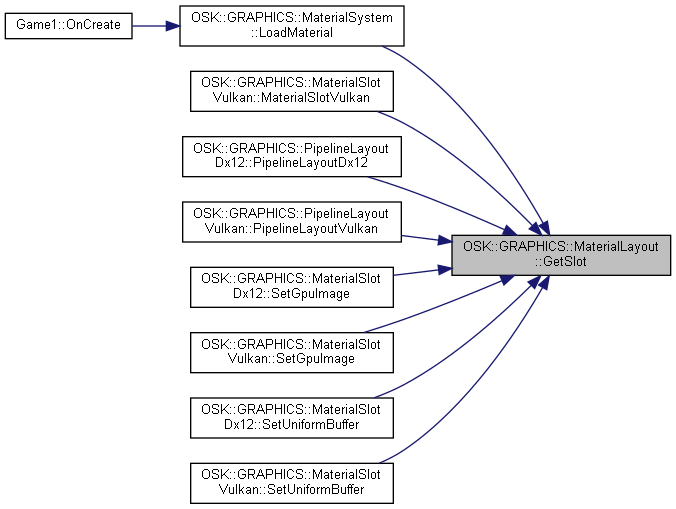 Game1::OnCreate
OSK::GRAPHICS::MaterialSystem
::LoadMaterial
OSK::GRAPHICS::MaterialSlot
Vulkan::MaterialSlotVulkan
OSK::GRAPHICS::PipelineLayout
Dx12::PipelineLayoutDx12
OSK::GRAPHICS::PipelineLayout
Vulkan::PipelineLayoutVulkan
OSK::GRAPHICS::MaterialLayout
::GetSlot
OSK::GRAPHICS::MaterialSlot
Dx12::SetGpuImage
OSK::GRAPHICS::MaterialSlot
Vulkan::SetGpuImage
OSK::GRAPHICS::MaterialSlot
Dx12::SetUniformBuffer
OSK::GRAPHICS::MaterialSlot
Vulkan::SetUniformBuffer